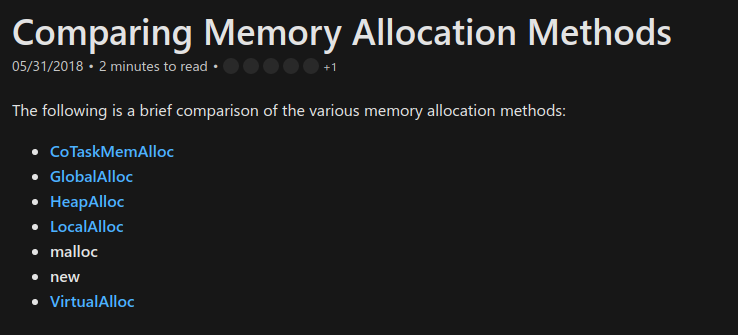 Comparing Memory Allocation Methods
05/31/2018 • 2 minutes to read • +1
The following is a brief comparison of the various memory allocation methods:
• CoTaskMemAlloc
• GlobalAlloc
• HeapAlloc
• LocalAlloc
• malloc
• new
• VirtualAlloc